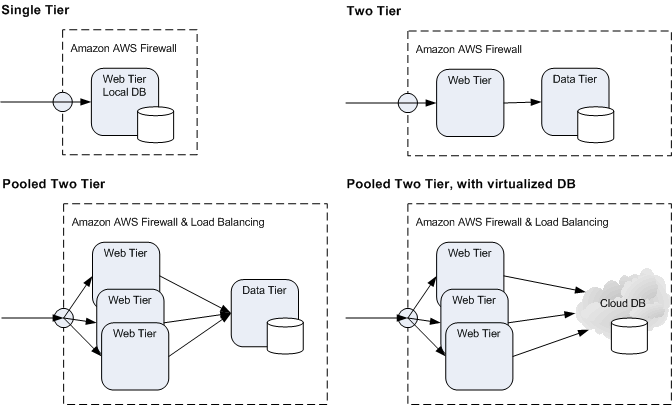 Single Tier
Amazon AWS Firewall
Web Tier
Local DB
Two Tier
Amazon AWS Firewall
Web Tier
Data Tier
Pooled Two Tier
Amazon AWS Firewall & Load Balancing
Web Tier
Web Tier
Web Tier
Data Tier
Pooled Two Tier, with virtualized DB
Amazon AWS Firewall & Load Balancing
Web Tier
Web Tier
Web Tier
Cloud DB